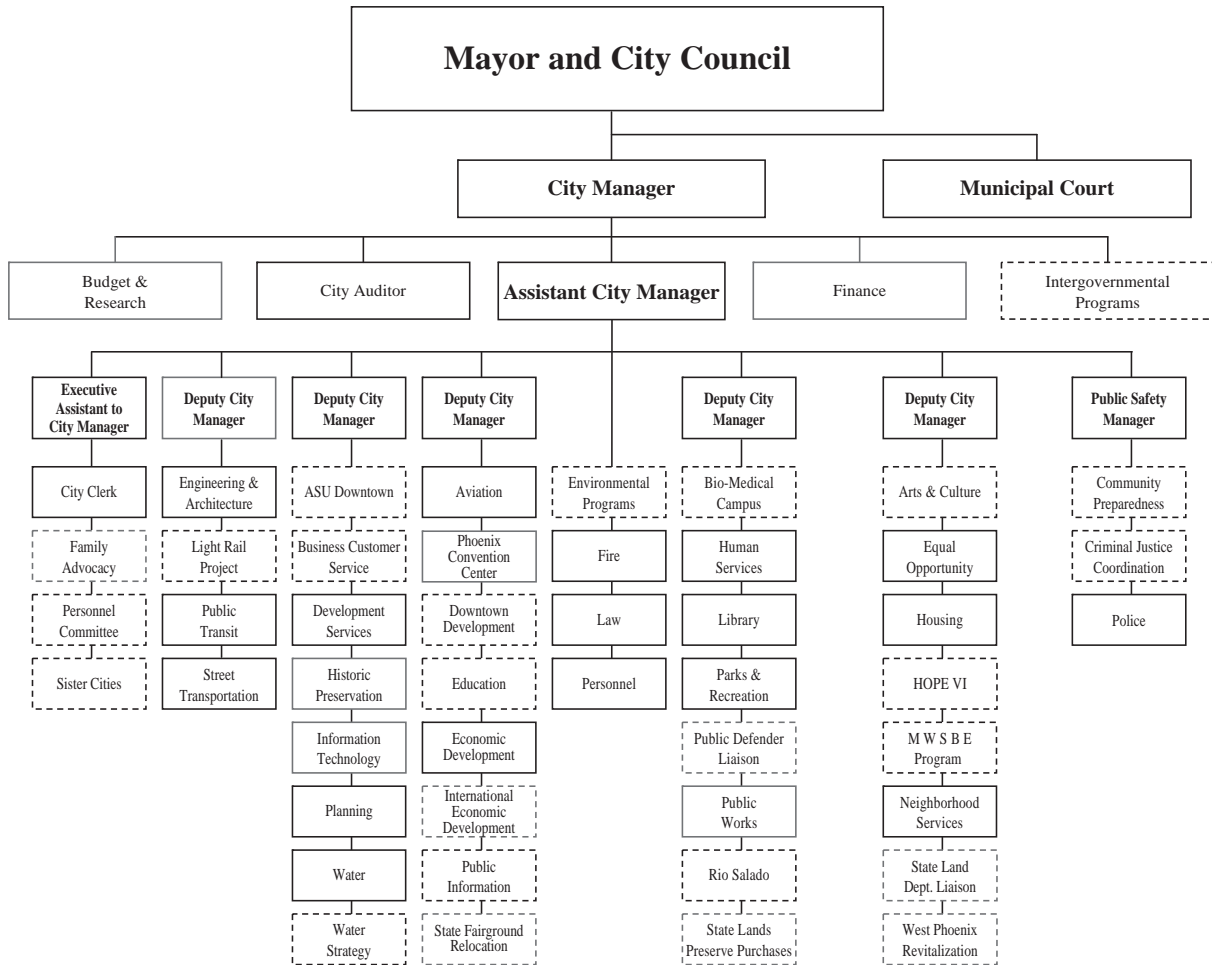 Mayor and City Council
City Manager
Municipal Court
Budget &
Research
City Auditor
Assistant City Manager
Finance
Intergovernmental
Programs
Executive
Assistant to
City Manager
City Clerk
Family
Advocacy
Personnel
Committee
Sister Cities
Deputy City
Manager
Engineering &
Architecture
Light Rail
Project
Public
Transit
Street
Transportation
Deputy City
Manager
ASU Downtown
Business Customer
Service
Development
Services
Historic
Preservation
Information
Technology
Planning
Water
Water
Strategy
Deputy City
Manager
Aviation
Phoenix
Convention
Center
Downtown
Development
Education
Economic
Development
International
Economic
Development
Public
Information
State Fairground
Relocation
Environmental
Programs
Fire
Law
Personnel
Deputy City
Manager
Bio-Medical
Campus
Human
Services
Library
Parks &
Recreation
Public Defender
Liaison
Public
Works
Rio Salado
State Lands
Preserve Purchases
Deputy City
Manager
Arts & Culture
Equal
Opportunity
Housing
HOPE VI
M W S B E
Program
Neighborhood
Services
State Land
Dept. Liaison
West Phoenix
Revitalization
Public Safety
Manager
Community
Preparedness
Criminal Justice
Coordination
Police